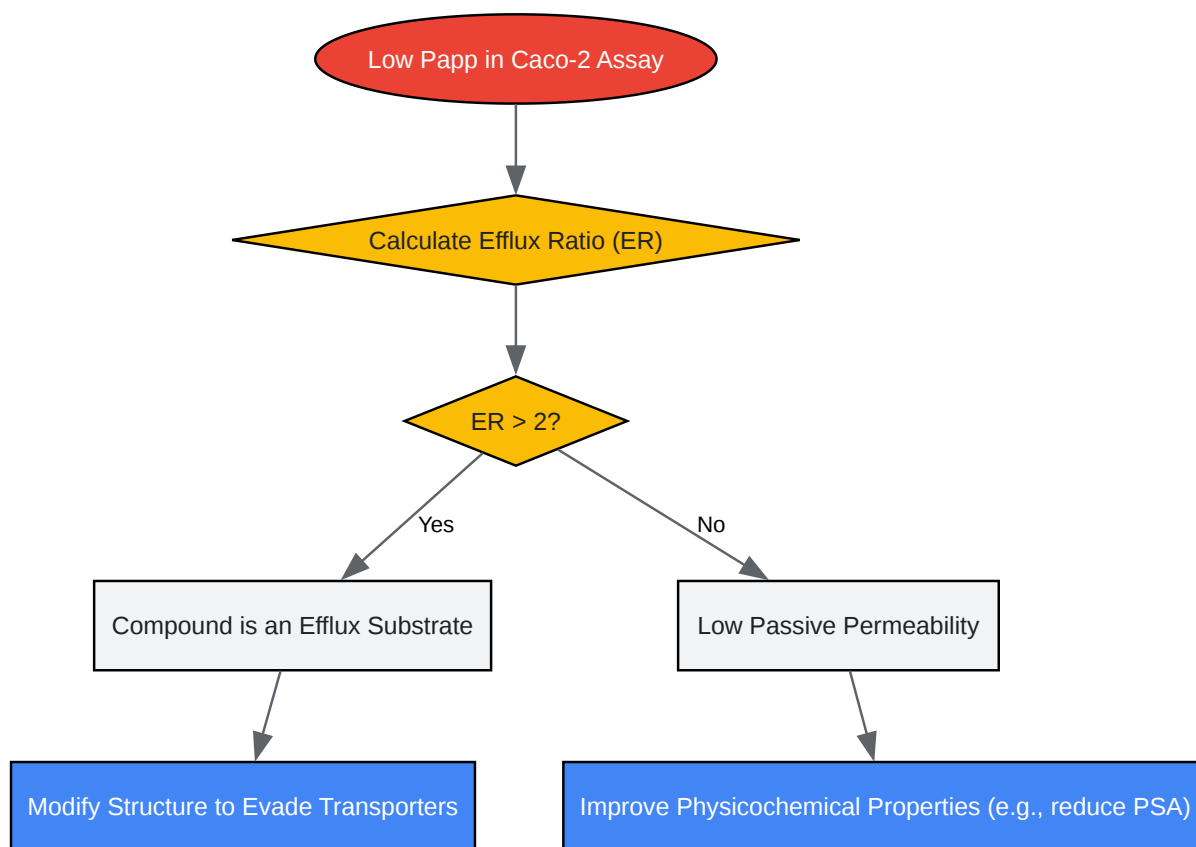 Low Papp in Caco-2 Assay
Calculate Efflux Ratio (ER)
ER > 2?
Yes
No
Compound is an Efflux Substrate
Low Passive Permeability
Modify Structure to Evade Transporters
Improve Physicochemical Properties (e.g., reduce PSA)